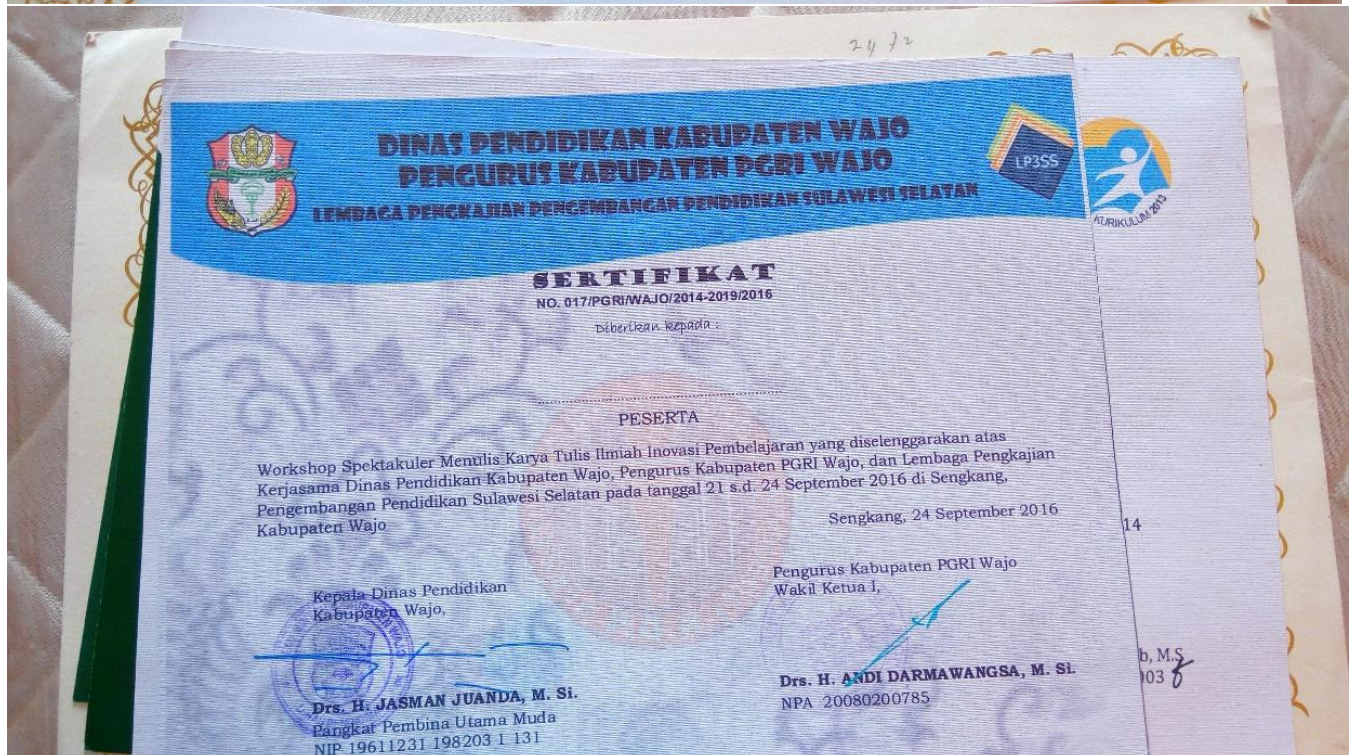 24 72
DINAS PENDIDIKAN KABUPATEN WAJO
PENGURUS KABUPATEN PGRI WAJO
LEMBAGA PENGKAJIAN PENGEMBANGAN PENDIDIKAN SULAWESI SELATAN
LP3SS
KURIKULUM 2013
SERTIFIKAT
NO. 017/PGRI/WAJO/2014-2019/2016
Diberikan kepada :
PESERTA
Workshop Spektakuler Menulis Karya Tulis Ilmiah Inovasi Pembelajaran yang diselenggarakan atas
Kerjasama Dinas Pendidikan Kabupaten Wajo, Pengurus Kabupaten PGRI Wajo, dan Lembaga Pengkajian
Pengembangan Pendidikan Sulawesi Selatan pada tanggal 21 s.d. 24 September 2016 di Sengkang,
Kabupaten Wajo
Sengkang, 24 September 2016
14
Kepala Dinas Pendidikan
Kabupaten Wajo,
Pengurus Kabupaten PGRI Wajo
Wakil Ketua I,
Drs. H. JASMAN JUANDA, M. Si.
Pangkat Pembina Utama Muda
NIP 19611231 198203 1 131
Drs. H. ANDI DARMAWANGSA, M. Si.
NPA 20080200785
b, M.S
003